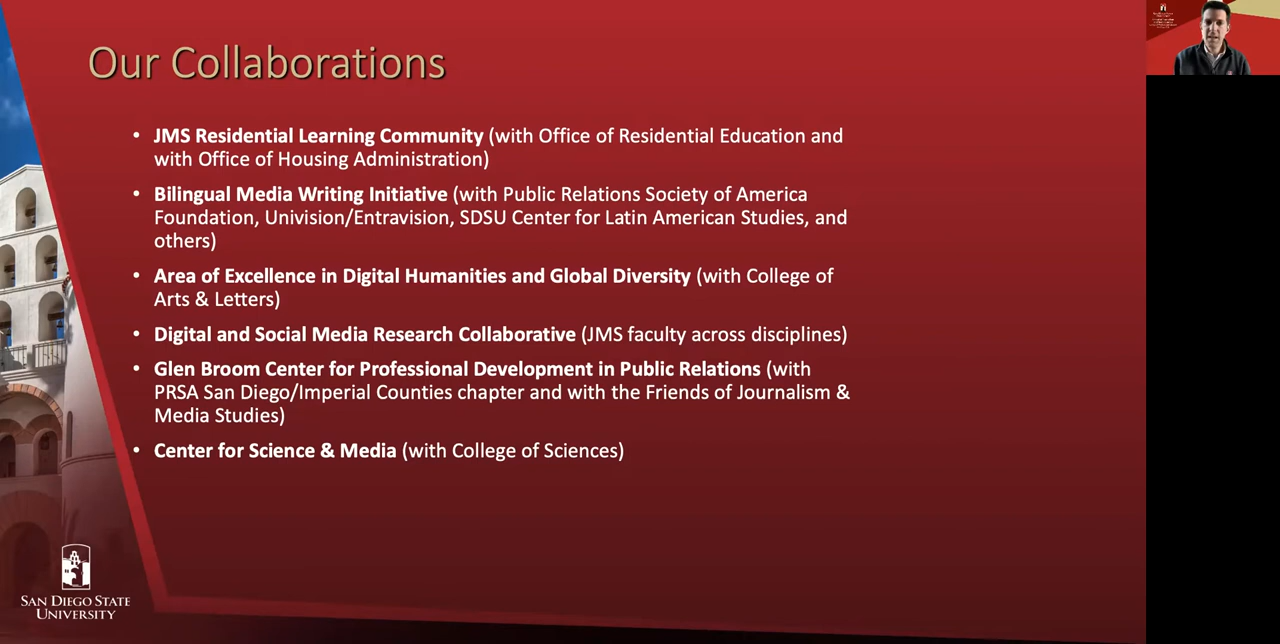 Our Collaborations
• JMS Residential Learning Community (with Office of Residential Education and
with Office of Housing Administration)
• Bilingual Media Writing Initiative (with Public Relations Society of America
Foundation, Univision/Entravision, SDSU Center for Latin American Studies, and
others)
• Area of Excellence in Digital Humanities and Global Diversity (with College of
Arts & Letters)
• Digital and Social Media Research Collaborative (JMS faculty across disciplines)
• Glen Broom Center for Professional Development in Public Relations (with
PRSA San Diego/Imperial Counties chapter and with the Friends of Journalism &
Media Studies)
• Center for Science & Media (with College of Sciences)
SAN DIEGO STATE
UNIVERSITY